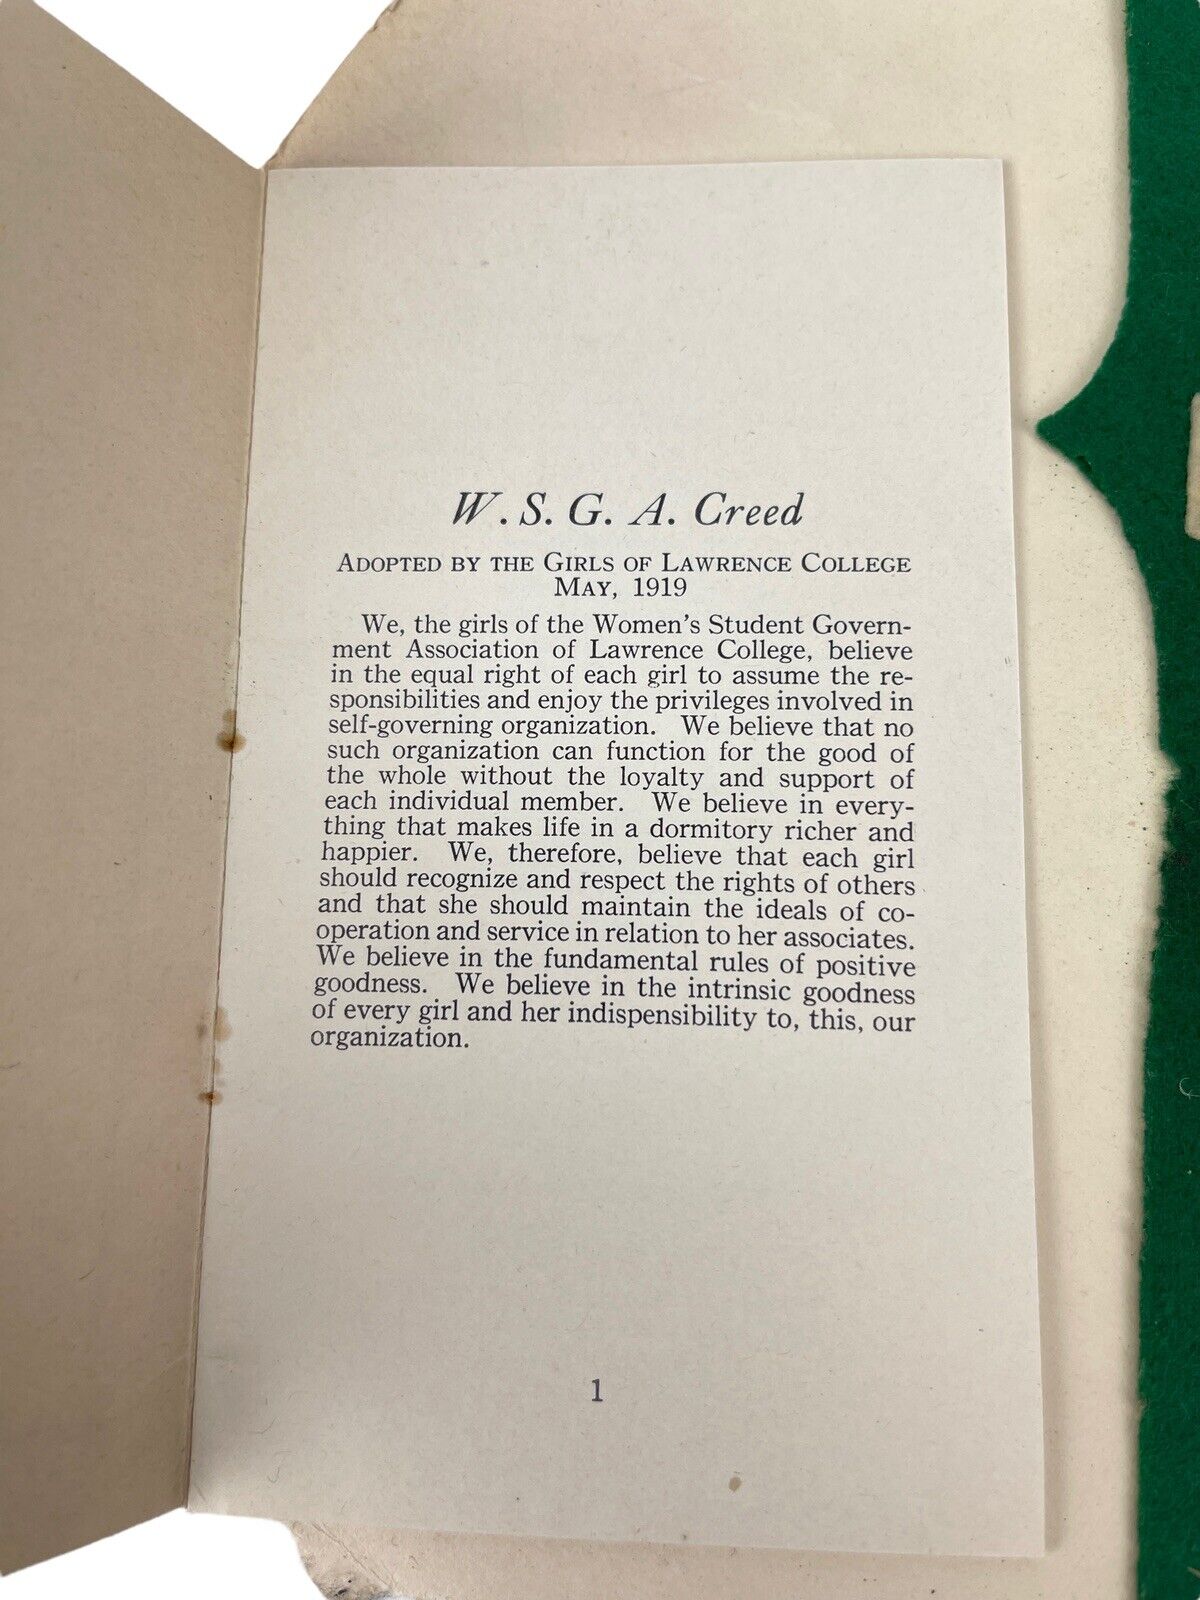 W. S. G. A. Creed
ADOPTED BY THE GIRLS OF LAWRENCE COLLEGE
MAY, 1919
We, the girls of the Women's Student Govern-
ment Association of Lawrence College, believe
in the equal right of each girl to assume the re-
sponsibilities and enjoy the privileges involved in
self-governing organization. We believe that no
such organization can function for the good of
the whole without the loyalty and support of
each individual member. We believe in every-
thing that makes life in a dormitory richer and
happier. We, therefore, believe that each girl
should recognize and respect the rights of others
and that she should maintain the ideals of co-
operation and service in relation to her associates.
We believe in the fundamental rules of positive
goodness. We believe in the intrinsic goodness
of every girl and her indispensibility to, this, our
organization.
1